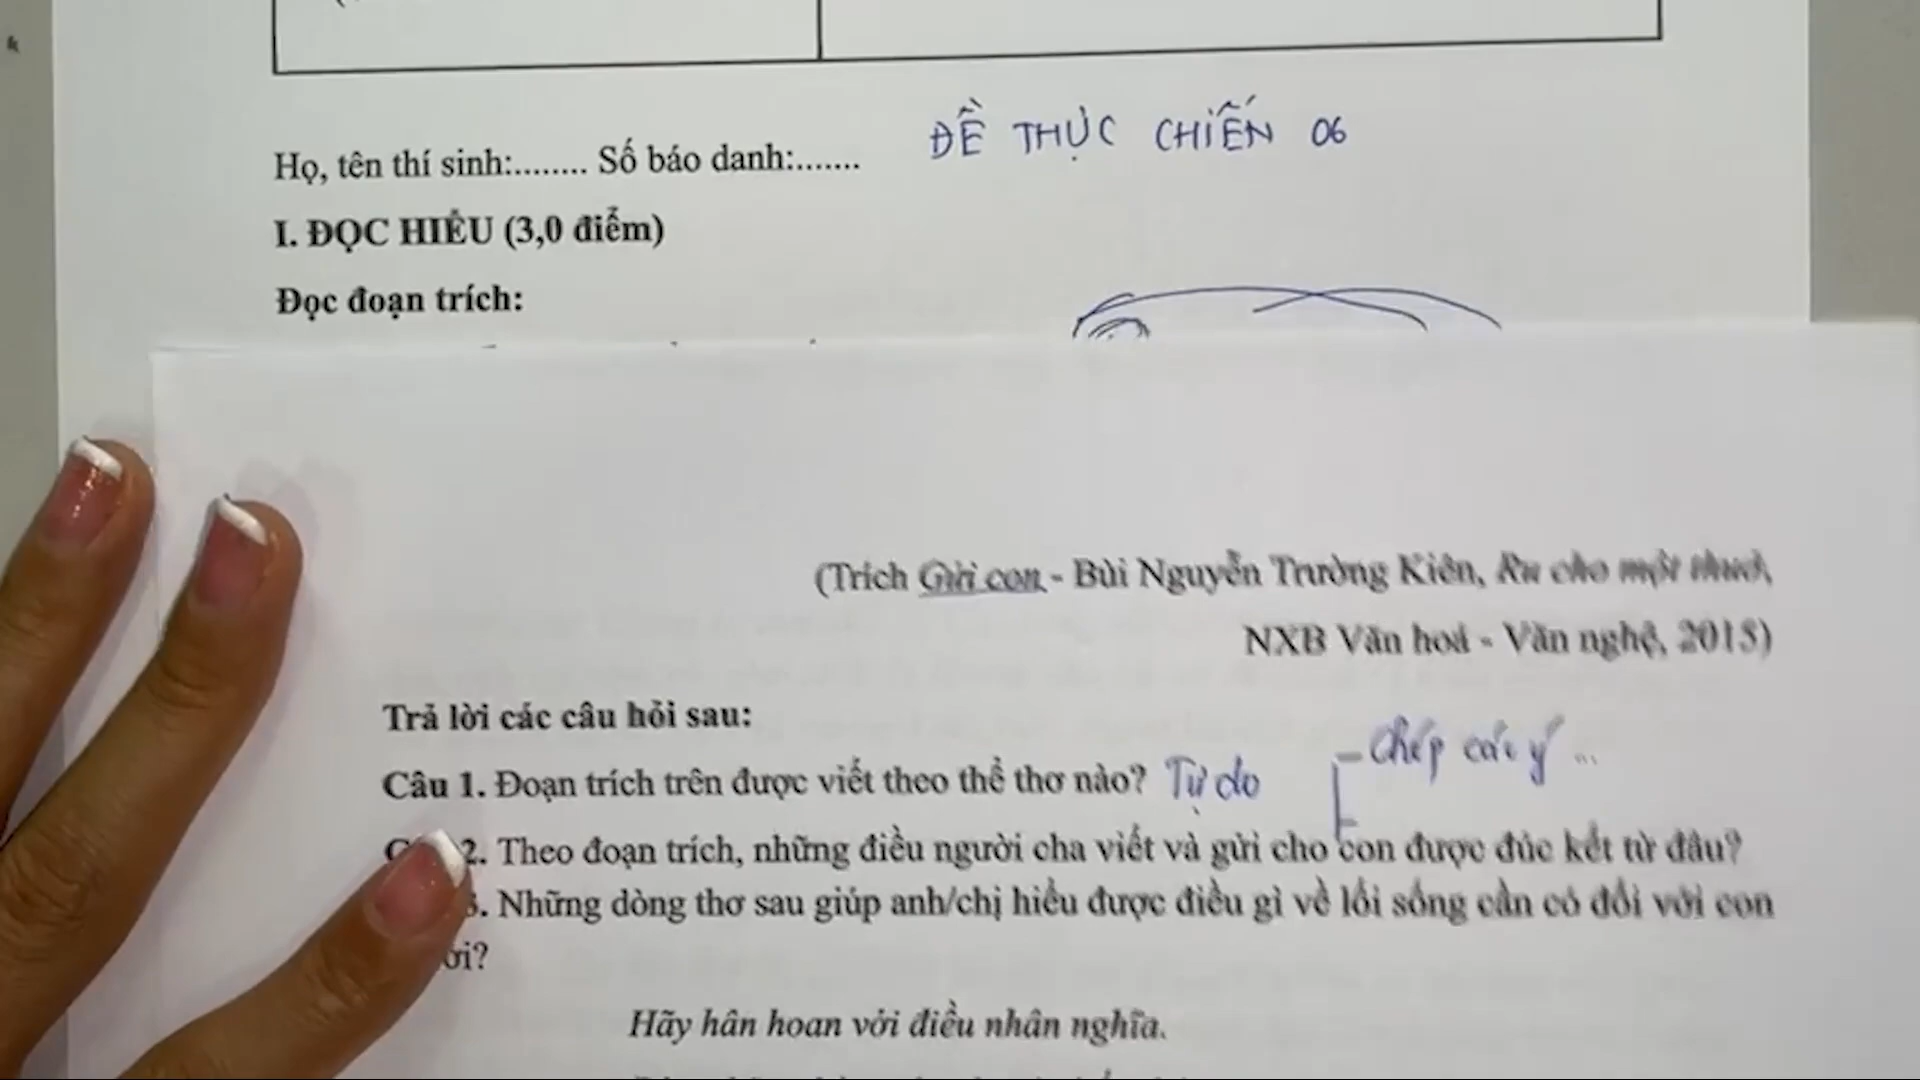 ĐỀ THỰC CHIẾN 06
Họ, tên thí sinh:........ Số báo danh:.......
I. ĐỌC HIỂU (3,0 điểm)
Đọc đoạn trích:
(Trích Gửi con - Bùi Nguyễn Trường Kiên, Ru cho một thuở,
NXB Văn hoá - Văn nghệ, 2015)
Trả lời các câu hỏi sau:
- Chép các ý ...
Câu 1. Đoạn trích trên được viết theo thể thơ nào? Tự do
2. Theo đoạn trích, những điều người cha viết và gửi cho con được đúc kết từ đâu?
3. Những dòng thơ sau giúp anh/chị hiểu được điều gì về lối sống cần có đối với con
ời?
Hãy hân hoan với điều nhân nghĩa.